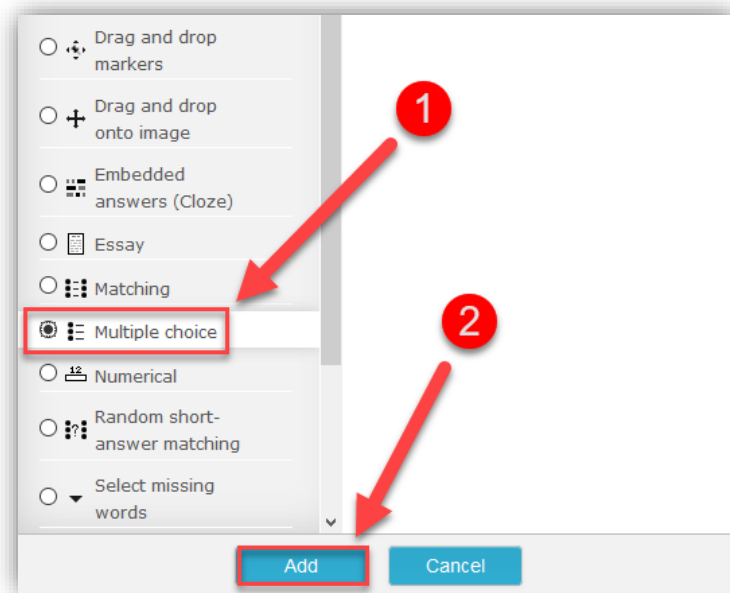 Drag and drop
markers
Drag and drop
onto image
Embedded
answers (Cloze)
Essay
Matching
Multiple choice
12
Numerical
Random short-
answer matching
Select missing
words
1
2
Add
Cancel